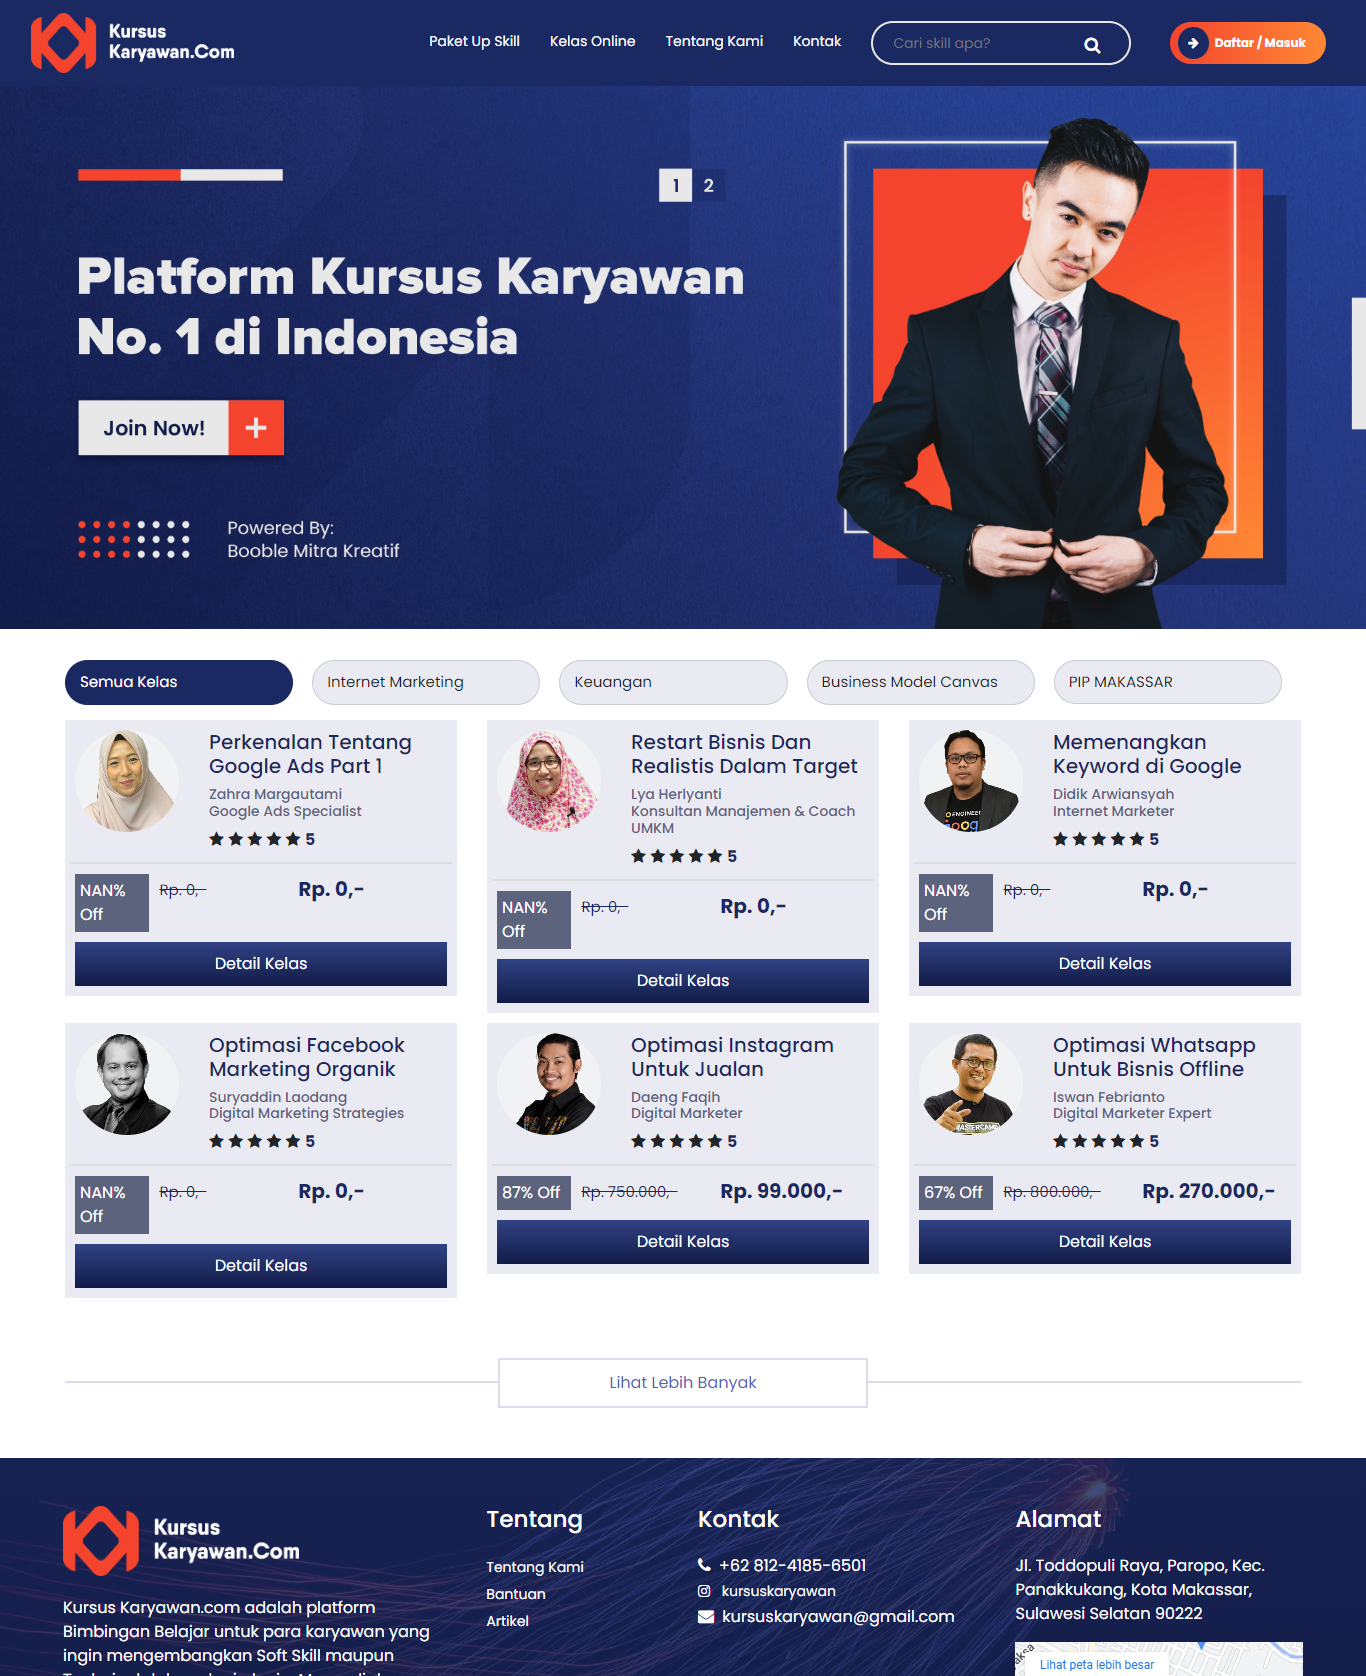 Kursus
Karyawan.Com
Paket Up Skill
Kelas Online
Tentang Kami
Kontak
Cari skill apa?
Daftar / Masuk
1 2
Platform Kursus Karyawan
No. 1 di Indonesia
Join Now!
Powered By:
Booble Mitra Kreatif
Semua Kelas
Internet Marketing
Keuangan
Business Model Canvas
PIP MAKASSAR
Perkenalan Tentang
Google Ads Part 1
Zahra Margautami
Google Ads Specialist
5
NAN%
Off
Rp. 0,-
Rp. 0,-
Detail Kelas
Restart Bisnis Dan
Realistis Dalam Target
Lya Herlyanti
Konsultan Manajemen & Coach
UMKM
5
NAN%
Off
Rp. 0,-
Rp. 0,-
Detail Kelas
Memenangkan
Keyword di Google
Didik Arwiansyah
Internet Marketer
5
NAN%
Off
Rp. 0,-
Rp. 0,-
Detail Kelas
Optimasi Facebook
Marketing Organik
Suryaddin Laodang
Digital Marketing Strategies
5
NAN%
Off
Rp. 0,-
Rp. 0,-
Detail Kelas
Optimasi Instagram
Untuk Jualan
Daeng Faqih
Digital Marketer
5
87% Off
Rp. 750.000,-
Rp. 99.000,-
Detail Kelas
Optimasi Whatsapp
Untuk Bisnis Offline
Iswan Febrianto
Digital Marketer Expert
5
67% Off
Rp. 800.000,-
Rp. 270.000,-
Detail Kelas
Lihat Lebih Banyak
Kursus
Karyawan.Com
Kursus Karyawan.com adalah platform
Bimbingan Belajar untuk para karyawan yang
ingin mengembangkan Soft Skill maupun
Tentang
Tentang Kami
Bantuan
Artikel
Kontak
+62 812-4185-6501
kursuskaryawan
kursuskaryawan@gmail.com
Alamat
Jl. Toddopuli Raya, Paropo, Kec.
Panakkukang, Kota Makassar,
Sulawesi Selatan 90222
Lihat peta lebih besar